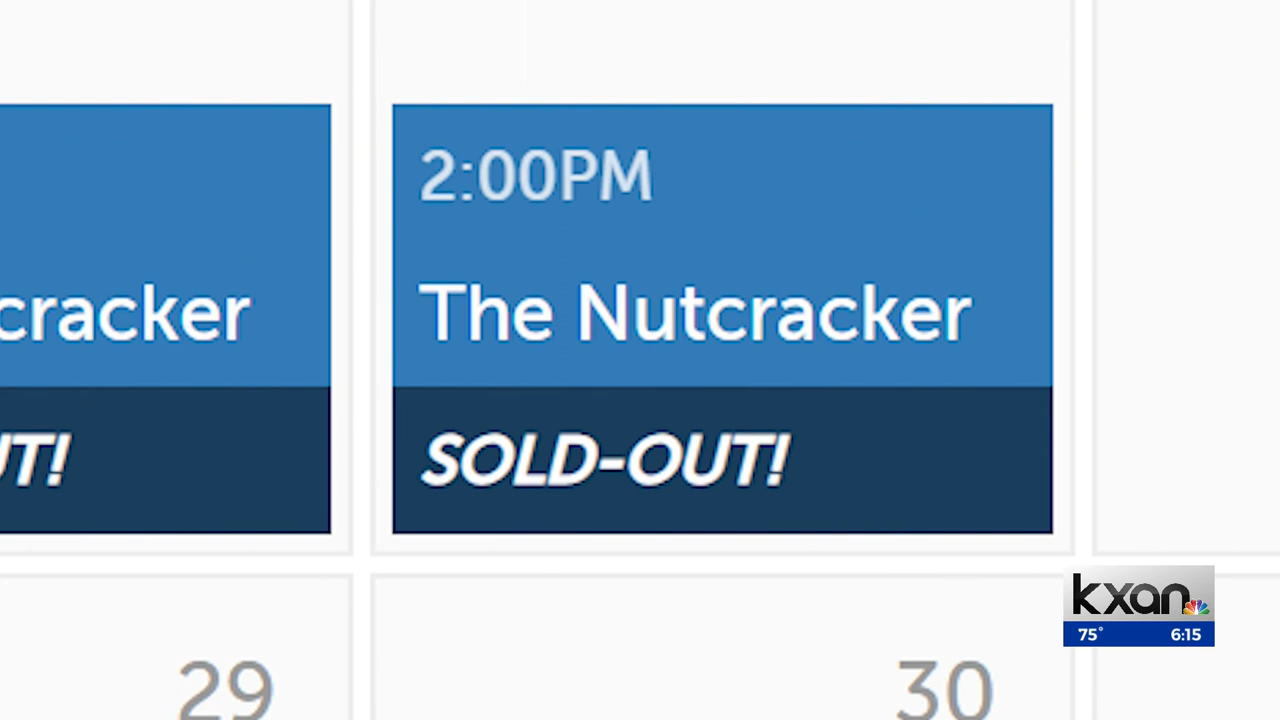 2:00PM
cracker
The Nutcracker
UT!
SOLD-OUT!
29
30
kxan
75° 6:15